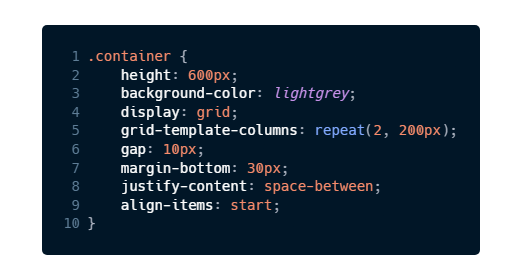 1 .container {
2     height: 600px;
3     background-color: lightgrey;
4     display: grid;
5     grid-template-columns: repeat(2, 200px);
6     gap: 10px;
7     margin-bottom: 30px;
8     justify-content: space-between;
9     align-items: start;
10 }